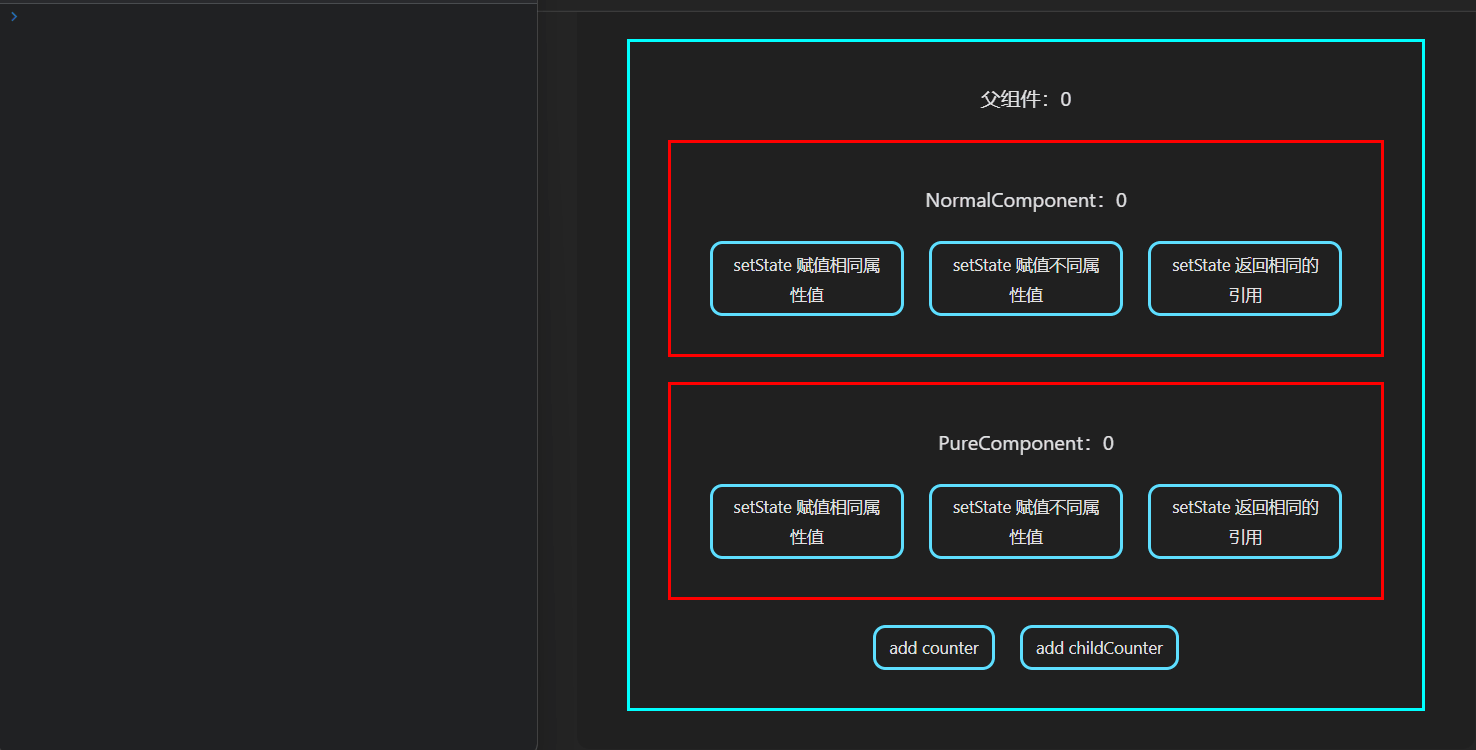 父组件：0
NormalComponent：0
setState 赋值相同属
性值
setState 赋值不同属
性值
setState 返回相同的
引用
PureComponent：0
setState 赋值相同属
性值
setState 赋值不同属
性值
setState 返回相同的
引用
add counter
add childCounter